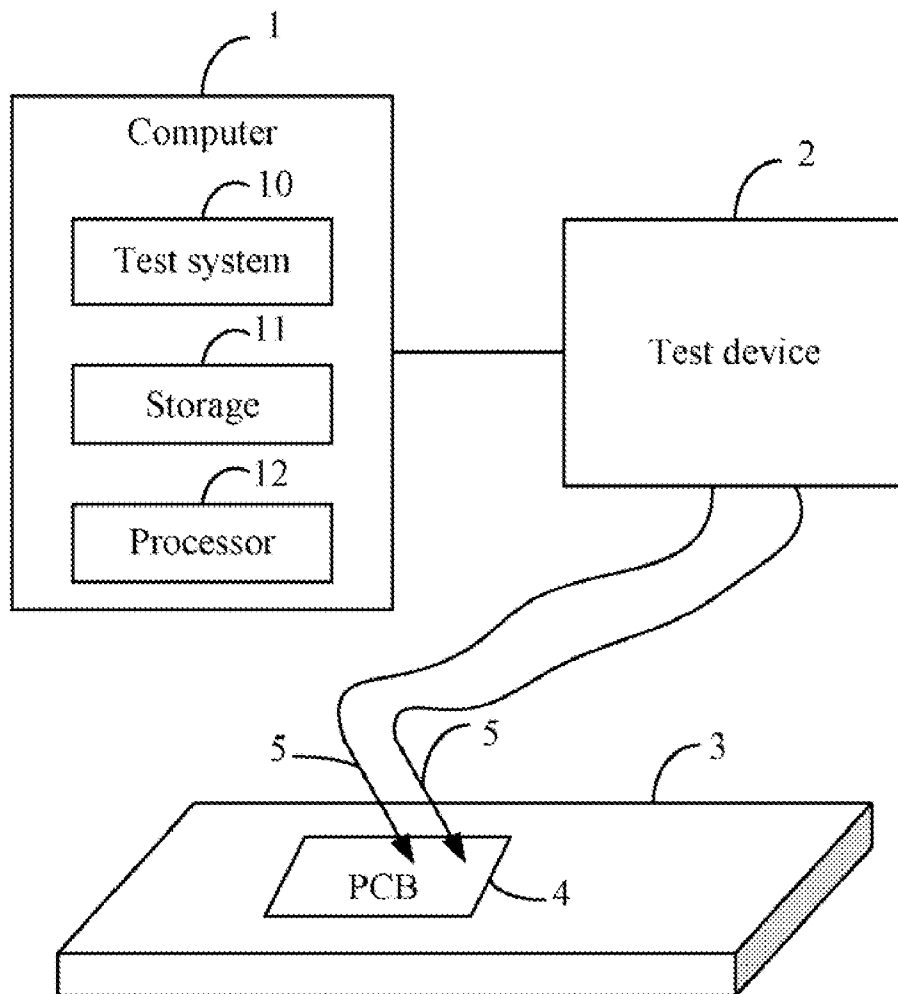 1
Computer
10
Test system
11
Storage
12
Processor
2
Test device
5
5
3
PCB
4